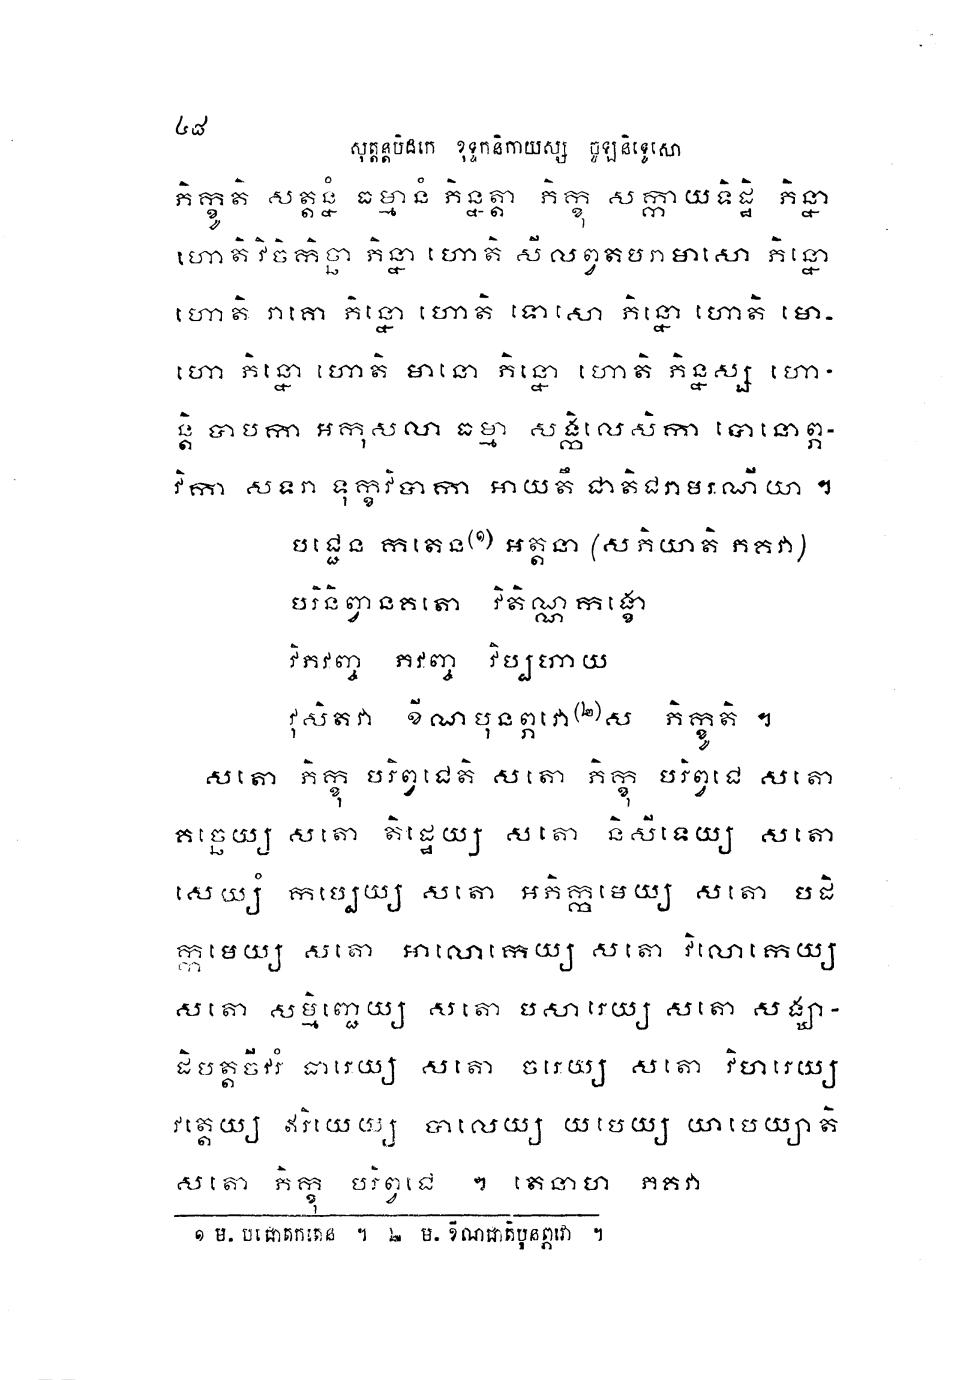 ៤៨
សុត្តន្តបិដកេ ខុទ្ទកនិកាយស្ស ចូឡនិទ្ទេសោ
ភិក្ខូតិ សត្តន្នំ ធម្មានំ ភិន្នត្តា ភិក្ខុ សក្កាយទិដ្ឋិ ភិន្នា
ហោតិ វិចិកិច្ឆា ភិន្នា ហោតិ សីលព្វតបរាមាសោ ភិន្នោ
ហោតិ រាគោ ភិន្នោ ហោតិ ទោសោ ភិន្នោ ហោតិ មោ-
ហោ ភិន្នោ ហោតិ មានោ ភិន្នោ ហោតិ ភិន្នស្ស ហោ-
ន្តិ បាបកា អកុសលា ធម្មា សង្កិលេសិកា បោនោព្ភ-
វិកា សទរា ទុក្ខវិបាកា អាយតឹ ជាតិជរាមរណីយា ។
បជ្ជេន កតេន(១) អត្តនា (សភិយាតិ ភគវា)
បរិនិព្វានគតោ វិតិណ្ណកង្ខោ
វិភវញ្ច ភវញ្ច វិប្បហាយ
វុសិតវា ខីណបុនព្ភវោ(២)ស ភិក្ខូតិ ។
សតោ ភិក្ខុ បរិព្វជេតិ សតោ ភិក្ខុ បរិព្វជេ សតោ
គច្ឆេយ្យ សតោ តិដ្ឋេយ្យ សតោ និសីទេយ្យ សតោ
សេយ្យំ កប្បេយ្យ សតោ អភិក្កមេយ្យ សតោ បដិ
ក្កមេយ្យ សតោ អាលោកេយ្យ សតោ វិលោកេយ្យ
សតោ សម្មិញ្ជេយ្យ សតោ បសារេយ្យ សតោ សង្ឃា-
ដិបត្តចីវរំ ធារេយ្យ សតោ ចរេយ្យ សតោ វិហរេយ្យ
វត្តេយ្យ ឥរិយេយ្យ បាលេយ្យ យបេយ្យ យាបេយ្យាតិ
សតោ ភិក្ខុ បរិព្វជេ ។ តេនាហ ភគវា
១ ម. បជ្ជោតកតេន ។ ២ ម. ខីណជាតិបុនព្ភវោ ។